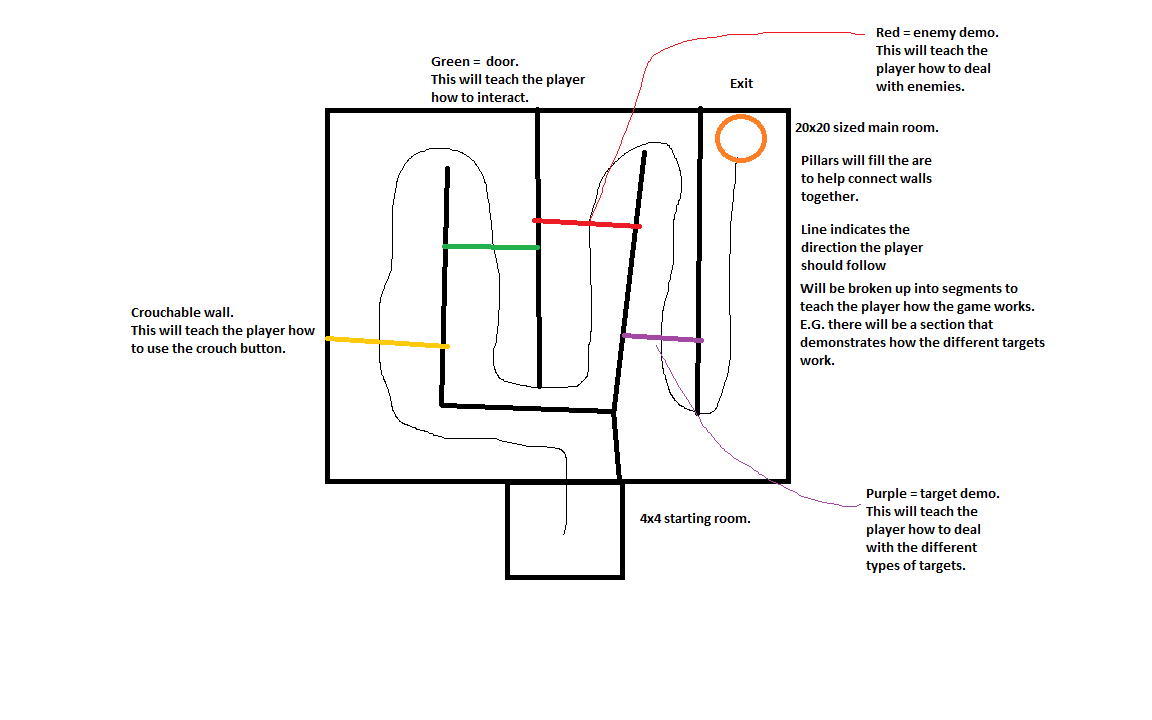 Red = enemy demo.
This will teach the
player how to deal
with enemies.
Green =  door.
This will teach the player
how to interact.
Exit
20x20 sized main room.
Pillars will fill the are
to help connect walls
together.
Line indicates the
direction the player
should follow
Will be broken up into segments to
teach the player how the game works.
E.G. there will be a section that
demonstrates how the different targets
work.
Crouchable wall.
This will teach the player how
to use the crouch button.
Purple = target demo.
This will teach the
player how to deal
with the different
types of targets.
4x4 starting room.